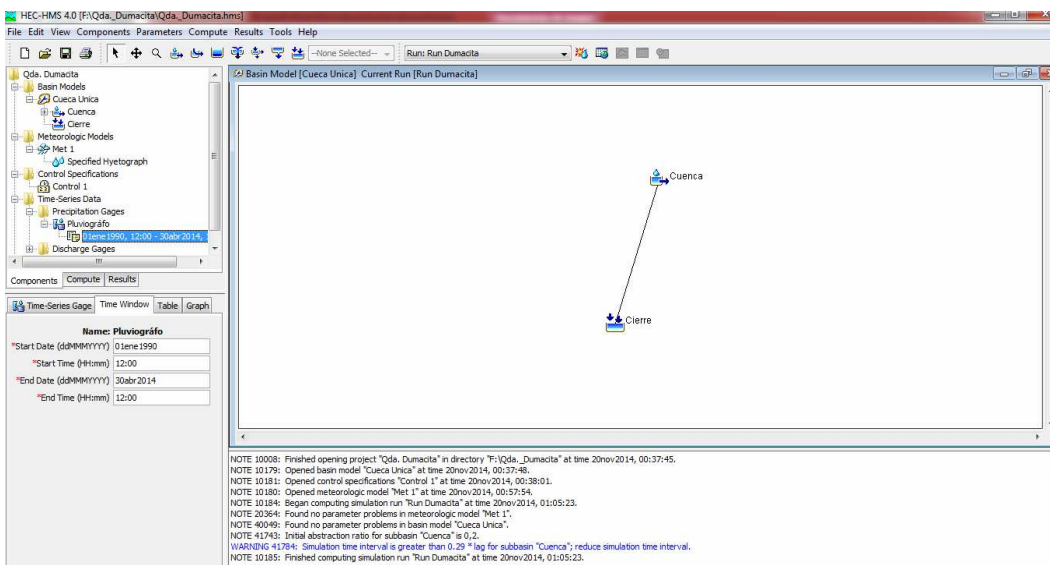 HEC-HMS 4.0 [F:\Qda._Dumacita\Qda._Dumacita.hms]
File Edit View Components Parameters Compute Results Tools Help
--None Selected-- Run: Run Dumacita
Qda. Dumacita
Basin Models
Cueca Unica
Cuenca
Cierre
Meteorologic Models
Met 1
Specified Hyetograph
Control Specifications
Control 1
Time-Series Data
Precipitation Gages
Pluviográfo
01ene1990, 12:00 - 30abr2014,
Discharge Gages
Components Compute Results
Time-Series Gage Time Window Table Graph
Name: Pluviográfo
*Start Date (ddMMMYYYY) 01ene1990
*Start Time (HH:mm) 12:00
*End Date (ddMMMYYYY) 30abr2014
*End Time (HH:mm) 12:00
Basin Model [Cueca Unica] Current Run [Run Dumacita]
Cuenca
Cierre
NOTE 10008: Finished opening project "Qda. Dumacita" in directory "F:\Qda._Dumacita" at time 20nov2014, 00:37:45.
NOTE 10179: Opened basin model "Cueca Unica" at time 20nov2014, 00:37:48.
NOTE 10181: Opened control specifications "Control 1" at time 20nov2014, 00:38:01.
NOTE 10180: Opened meteorologic model "Met 1" at time 20nov2014, 00:57:54.
NOTE 10184: Began computing simulation run "Run Dumacita" at time 20nov2014, 01:05:23.
NOTE 20364: Found no parameter problems in meteorologic model "Met 1".
NOTE 40049: Found no parameter problems in basin model "Cueca Unica".
NOTE 41743: Initial abstraction ratio for subbasin "Cuenca" is 0,2.
WARNING 41784: Simulation time interval is greater than 0.29 * lag for subbasin "Cuenca"; reduce simulation time interval.
NOTE 10185: Finished computing simulation run "Run Dumacita" at time 20nov2014, 01:05:23.